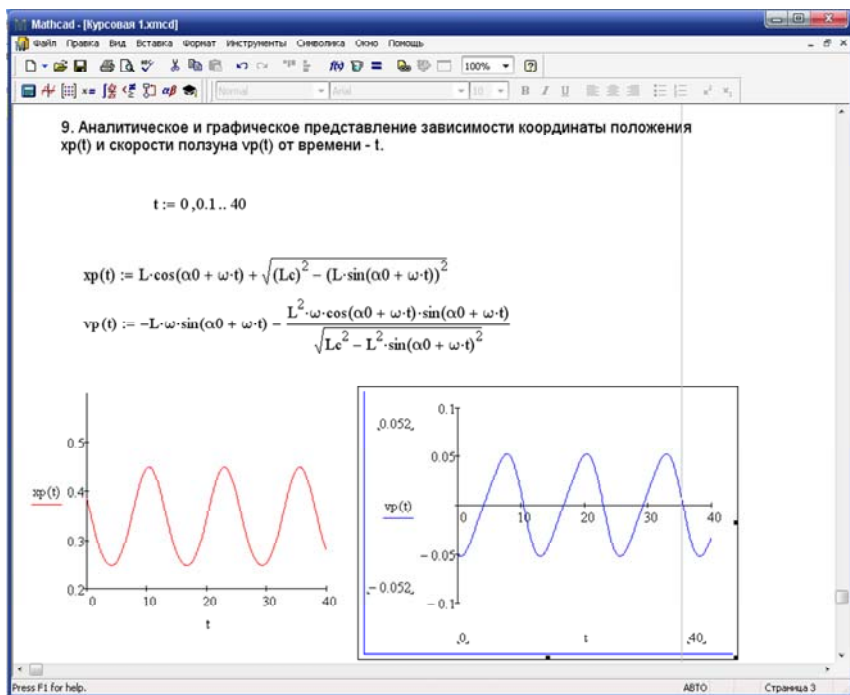 Mathcad - [Курсовая 1.xmcd]
Файл Правка Вид Вставка Формат Инструменты Символика Окно Помощь
100%
Normal Arial 10 B I U
9. Аналитическое и графическое представление зависимости координаты положения
xp(t) и скорости ползуна vp(t) от времени - t.
t := 0 ,0.1 .. 40
xp(t) := L·cos(α0 + ω·t) + √((Lc)² − (L·sin(α0 + ω·t))²)
vp(t) := −L·ω·sin(α0 + ω·t) − L²·ω·cos(α0 + ω·t)·sin(α0 + ω·t) / √(Lc² − L²·sin(α0 + ω·t)²)
0.5
xp(t) 0.4
0.3
0.2
0 10 20 30 40
t
0.1
0.052
0.05
vp(t)
0 10 20 30 40
− 0.05
− 0.052
− 0.1
0 t 40
Press F1 for help. АВТО Страница 3